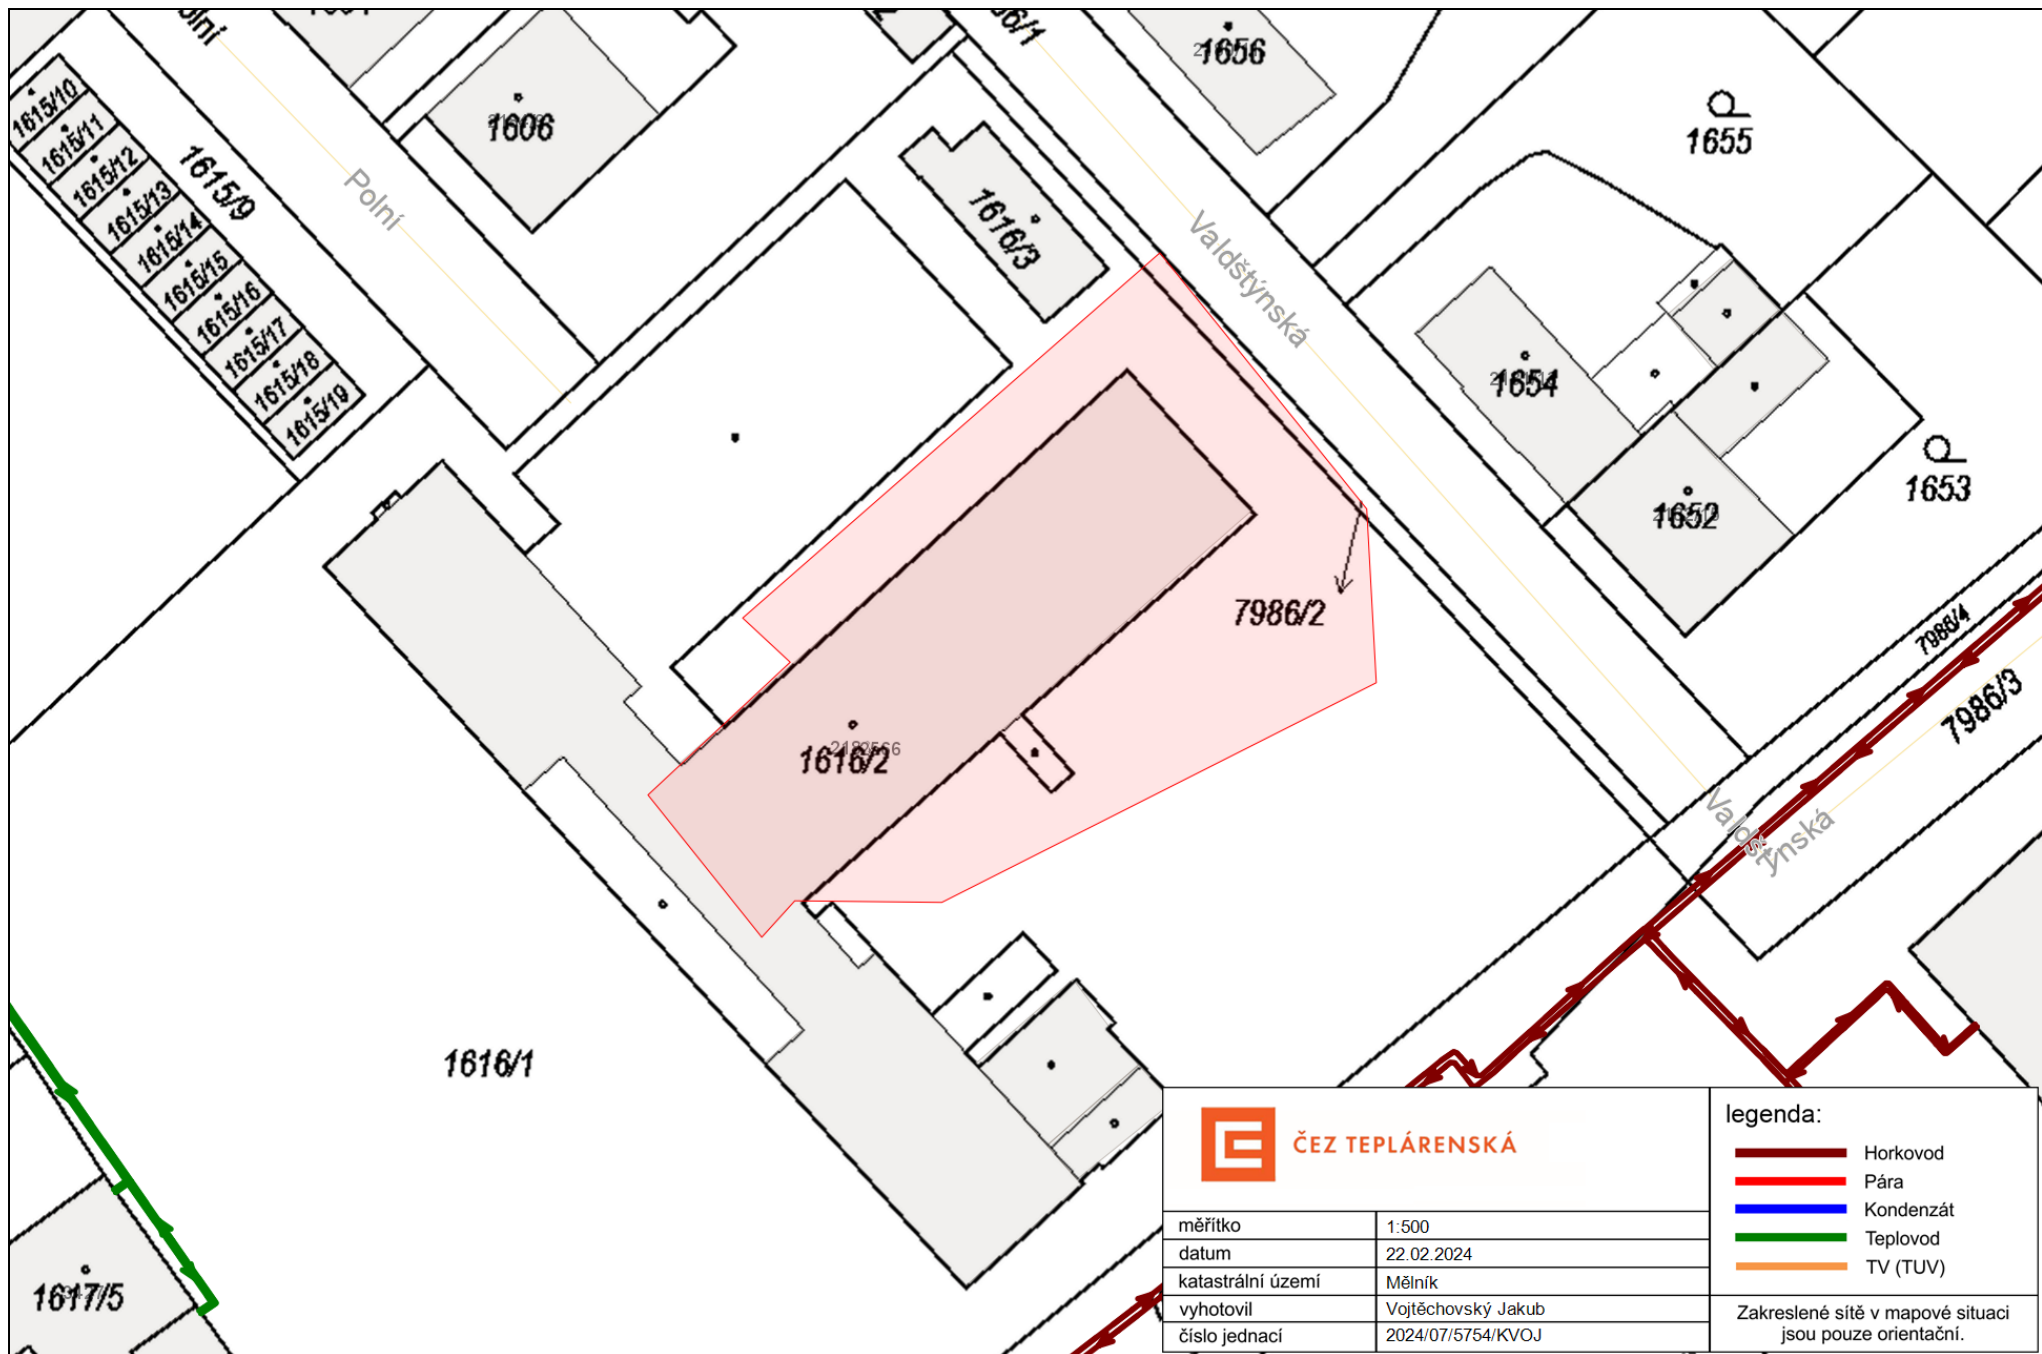 1656
1655
1615/10
1615/11
1615/12
1615/13
1615/14
1615/15
1615/16
1615/17
1615/18
1615/19
1615/9
Polní
1606
1616/3
Valdštýnská
1654
1652
1653
7986/2
7986/4
7986/3
1616/2
Valdštýnská
1616/1
1617/5
ČEZ TEPLÁRENSKÁ
měřítko 1:500
datum 22.02.2024
katastrální území Mělník
vyhotovil Vojtěchovský Jakub
číslo jednací 2024/07/5754/KVOJ
legenda:
Horkovod
Pára
Kondenzát
Teplovod
TV (TUV)
Zakreslené sítě v mapové situaci
jsou pouze orientační.